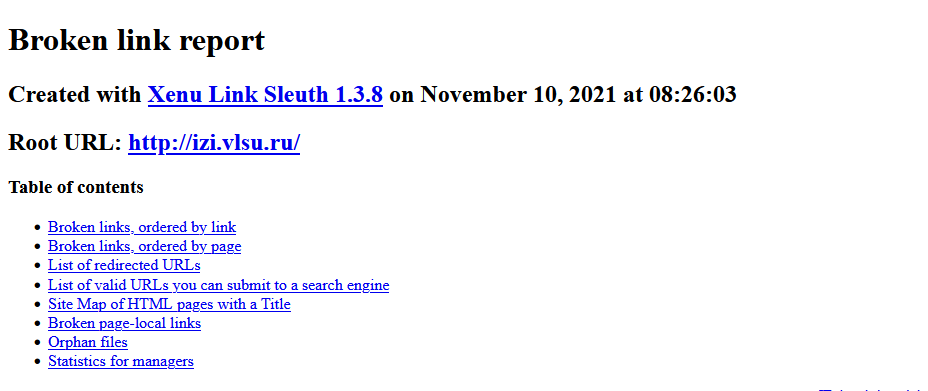 Broken link report
Created with Xenu Link Sleuth 1.3.8 on November 10, 2021 at 08:26:03
Root URL: http://izi.vlsu.ru/
Table of contents
Broken links, ordered by link
Broken links, ordered by page
List of redirected URLs
List of valid URLs you can submit to a search engine
Site Map of HTML pages with a Title
Broken page-local links
Orphan files
Statistics for managers